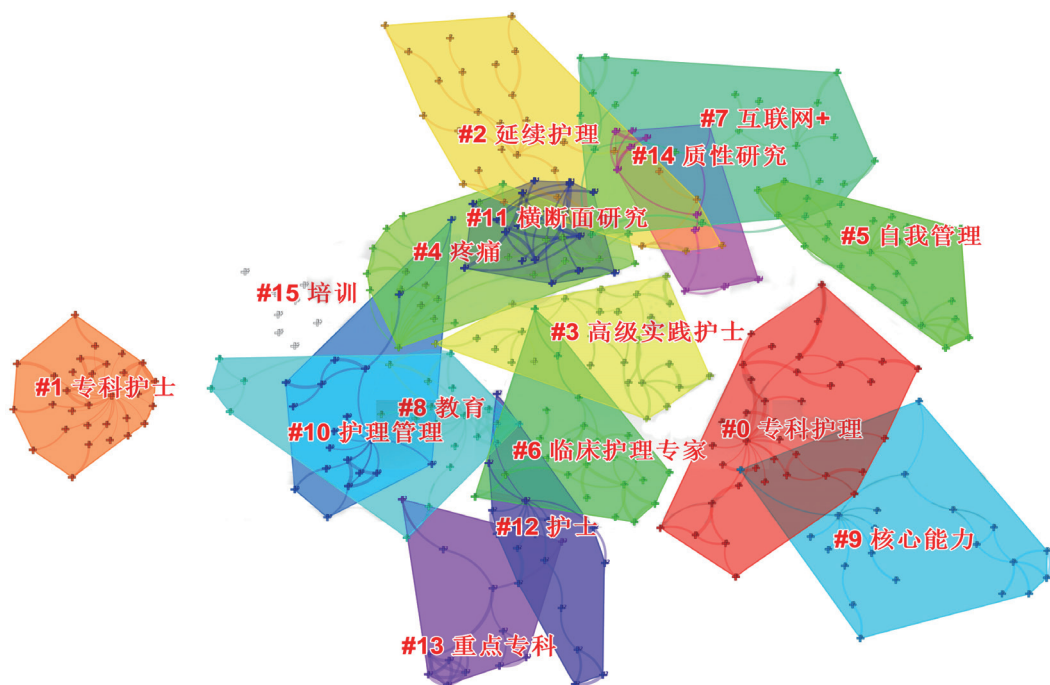 #7 互联网+
#2 延续护理
#14 质性研究
#11 横断面研究
#5 自我管理
#4 疼痛
#15 培训
#3 高级实践护士
#1 专科护士
#8 教育
#10 护理管理
#0 专科护理
#6 临床护理专家
#12 护士
#9 核心能力
#13 重点专科